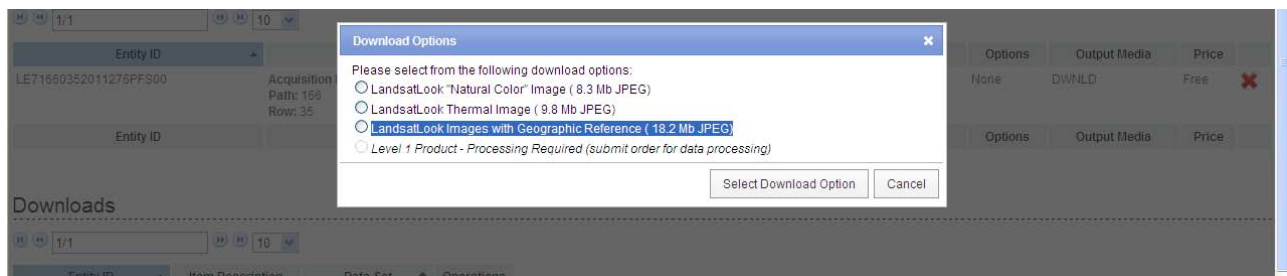 1/1 10
Entity ID Options Output Media Price
LE71660352011276PFS00 Acquisition None DWNLD Free
Path: 166
Row: 35
Entity ID Options Output Media Price
Download Options
Please select from the following download options:
LandsatLook "Natural Color" Image ( 8.3 Mb JPEG)
LandsatLook Thermal Image ( 9.8 Mb JPEG)
LandsatLook Images with Geographic Reference ( 18.2 Mb JPEG)
Level 1 Product - Processing Required (submit order for data processing)
Select Download Option Cancel
Downloads
1/1 10
Entity ID Item Description Data Set Operations